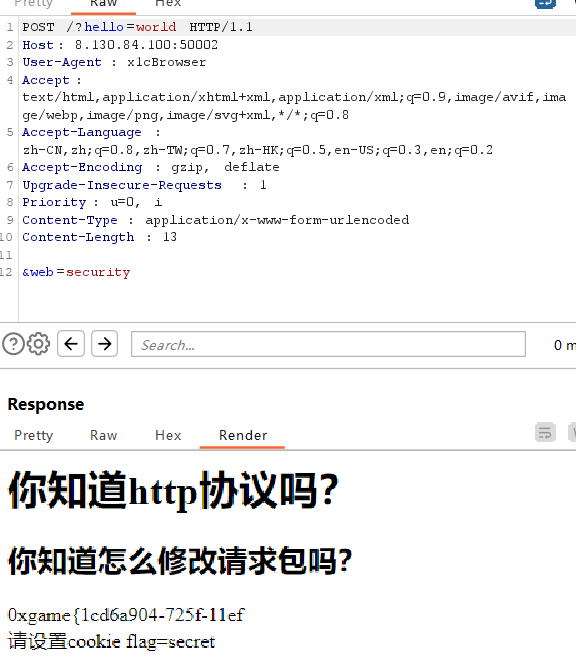 Pretty Raw Hex
1 POST /?hello=world HTTP/1.1
2 Host: 8.130.84.100:50002
3 User-Agent : x1cBrowser
4 Accept :
text/html,application/xhtml+xml,application/xml;q=0.9,image/avif,ima
ge/webp,image/png,image/svg+xml,*/*;q=0.8
5 Accept-Language :
zh-CN,zh;q=0.8,zh-TW;q=0.7,zh-HK;q=0.5,en-US;q=0.3,en;q=0.2
6 Accept-Encoding : gzip, deflate
7 Upgrade-Insecure-Requests : 1
8 Priority : u=0, i
9 Content-Type : application/x-www-form-urlencoded
10 Content-Length : 13
11
12 &web=security
Search...
0 m
Response
Pretty Raw Hex Render
你知道http协议吗?
你知道怎么修改请求包吗?
0xgame{1cd6a904-725f-11ef
请设置cookie flag=secret